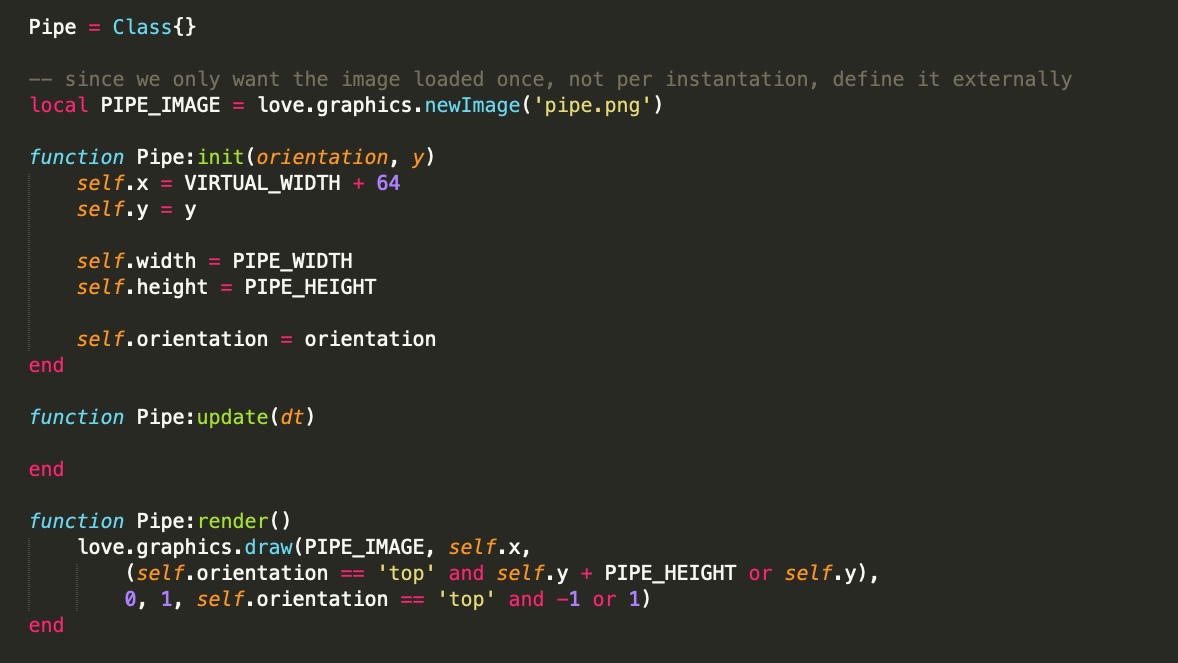 Pipe = Class{}
-- since we only want the image loaded once, not per instantation, define it externally
local PIPE_IMAGE = love.graphics.newImage('pipe.png')
function Pipe:init(orientation, y)
self.x = VIRTUAL_WIDTH + 64
self.y = y
self.width = PIPE_WIDTH
self.height = PIPE_HEIGHT
self.orientation = orientation
end
function Pipe:update(dt)
end
function Pipe:render()
love.graphics.draw(PIPE_IMAGE, self.x,
(self.orientation == 'top' and self.y + PIPE_HEIGHT or self.y),
0, 1, self.orientation == 'top' and -1 or 1)
end